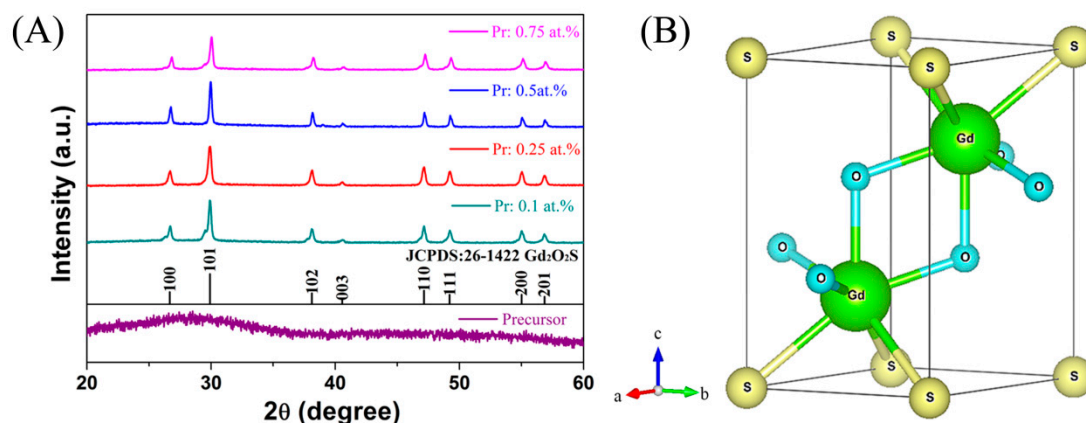 (A)
Intensity (a.u.)
Pr: 0.75 at.%
Pr: 0.5at.%
Pr: 0.25 at.%
Pr: 0.1 at.%
JCPDS:26-1422 Gd₂O₂S
100
101
102
003
110
111
200
201
Precursor
20 30 40 50 60
2θ (degree)
(B)
S
S S
S
Gd
O
O O
O
O
O
Gd
S
S S
S
c
a b